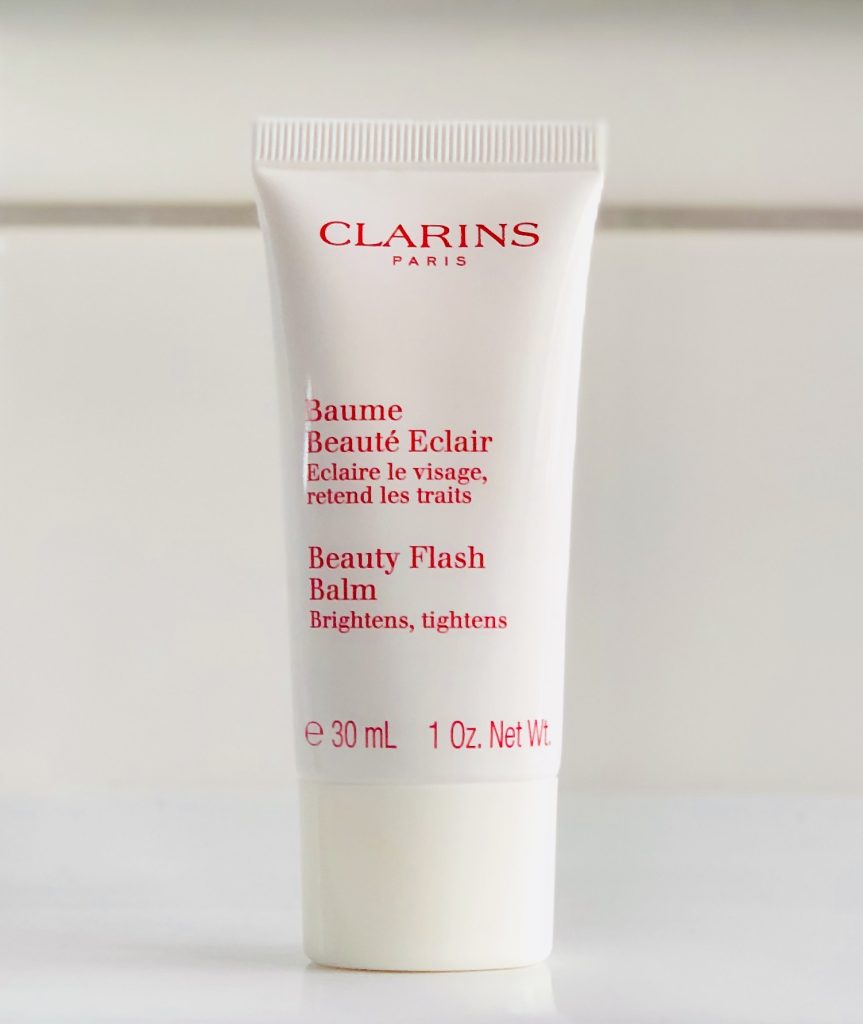 CLARINS
PARIS
Baume
Beauté Eclair
Eclaire le visage,
retend les traits
Beauty Flash
Balm
Brightens, tightens
℮ 30 mL 1 Oz. Net Wt.